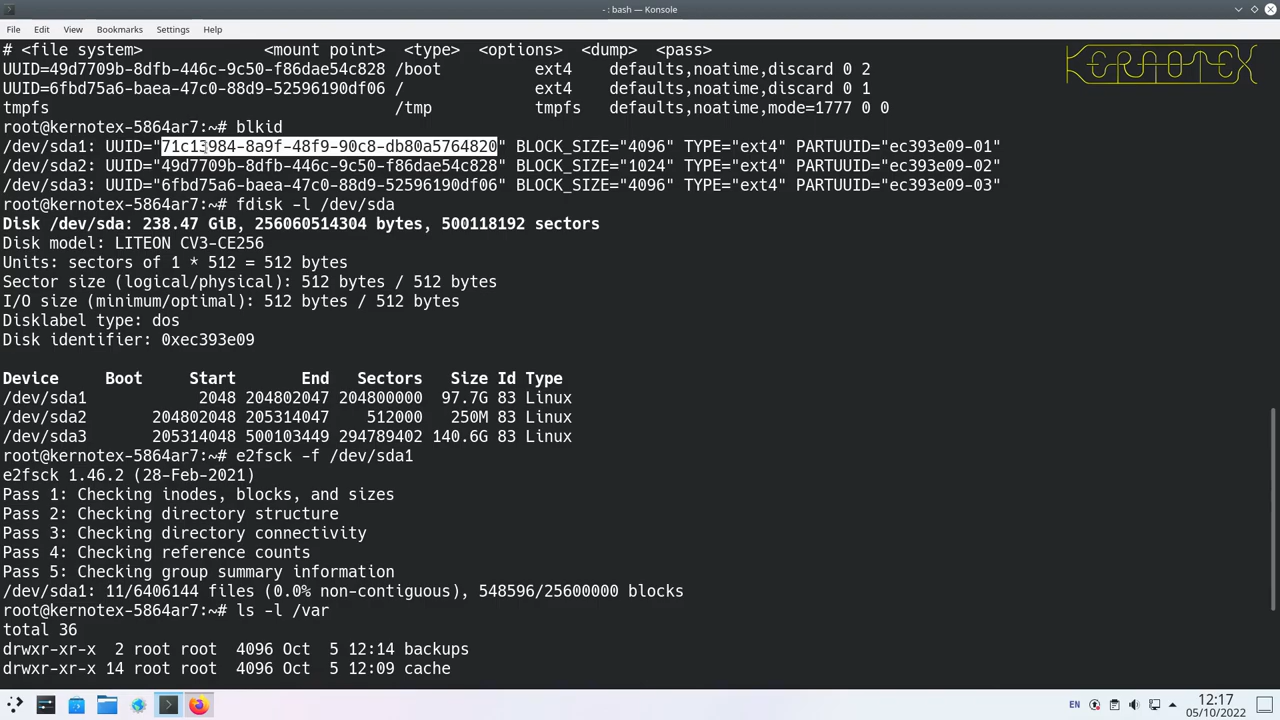 - : bash — Konsole
File Edit View Bookmarks Settings Help
# <file system> <mount point> <type> <options> <dump> <pass>
UUID=49d7709b-8dfb-446c-9c50-f86dae54c828 /boot ext4 defaults,noatime,discard 0 2
UUID=6fbd75a6-baea-47c0-88d9-52596190df06 / ext4 defaults,noatime,discard 0 1
tmpfs /tmp tmpfs defaults,noatime,mode=1777 0 0
root@kernotex-5864ar7:~# blkid
/dev/sda1: UUID="71c13984-8a9f-48f9-90c8-db80a5764820" BLOCK_SIZE="4096" TYPE="ext4" PARTUUID="ec393e09-01"
/dev/sda2: UUID="49d7709b-8dfb-446c-9c50-f86dae54c828" BLOCK_SIZE="1024" TYPE="ext4" PARTUUID="ec393e09-02"
/dev/sda3: UUID="6fbd75a6-baea-47c0-88d9-52596190df06" BLOCK_SIZE="4096" TYPE="ext4" PARTUUID="ec393e09-03"
root@kernotex-5864ar7:~# fdisk -l /dev/sda
Disk /dev/sda: 238.47 GiB, 256060514304 bytes, 500118192 sectors
Disk model: LITEON CV3-CE256
Units: sectors of 1 * 512 = 512 bytes
Sector size (logical/physical): 512 bytes / 512 bytes
I/O size (minimum/optimal): 512 bytes / 512 bytes
Disklabel type: dos
Disk identifier: 0xec393e09
Device Boot Start End Sectors Size Id Type
/dev/sda1 2048 204802047 204800000 97.7G 83 Linux
/dev/sda2 204802048 205314047 512000 250M 83 Linux
/dev/sda3 205314048 500103449 294789402 140.6G 83 Linux
root@kernotex-5864ar7:~# e2fsck -f /dev/sda1
e2fsck 1.46.2 (28-Feb-2021)
Pass 1: Checking inodes, blocks, and sizes
Pass 2: Checking directory structure
Pass 3: Checking directory connectivity
Pass 4: Checking reference counts
Pass 5: Checking group summary information
/dev/sda1: 11/6406144 files (0.0% non-contiguous), 548596/25600000 blocks
root@kernotex-5864ar7:~# ls -l /var
total 36
drwxr-xr-x 2 root root 4096 Oct 5 12:14 backups
drwxr-xr-x 14 root root 4096 Oct 5 12:09 cache
KERNOTEX
EN
12:17
05/10/2022